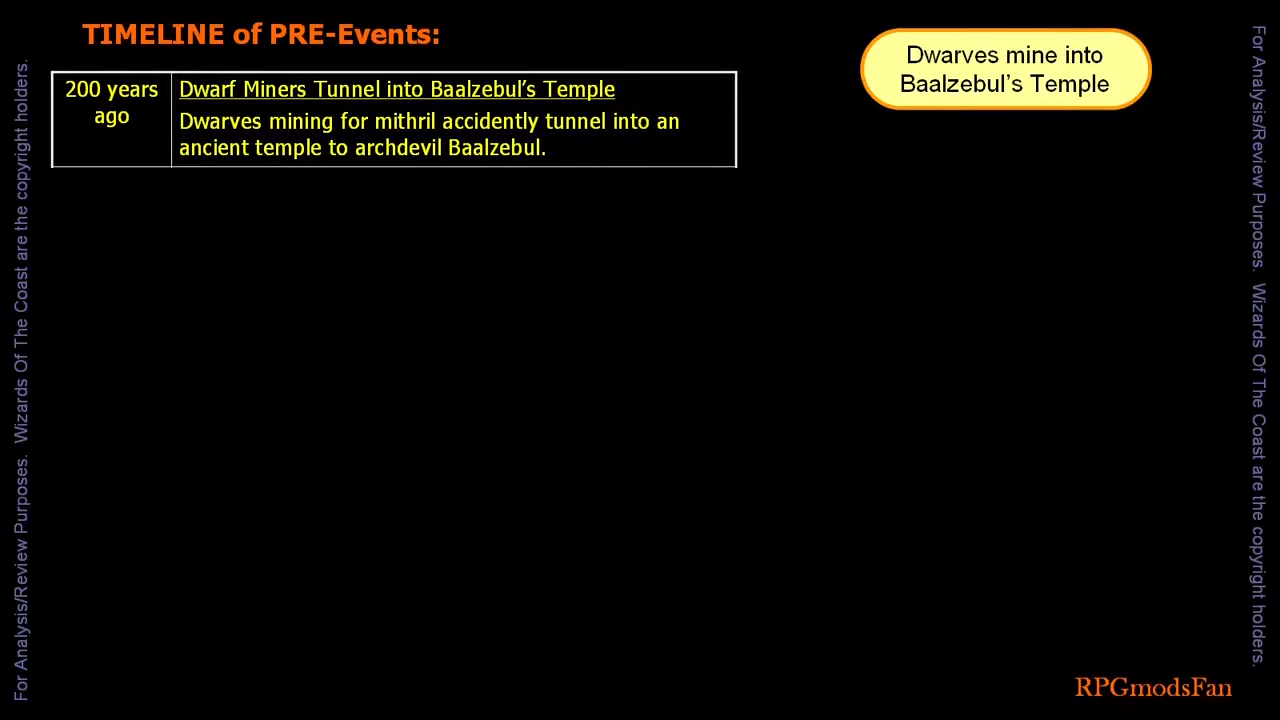 TIMELINE of PRE-Events:
200 years
ago
Dwarf Miners Tunnel into Baalzebul's Temple
Dwarves mining for mithril accidently tunnel into an
ancient temple to archdevil Baalzebul.
Dwarves mine into
Baalzebul's Temple
For Analysis/Review Purposes. Wizards Of The Coast are the copyright holders.
For Analysis/Review Purposes. Wizards Of The Coast are the copyright holders.
RPGmodsFan